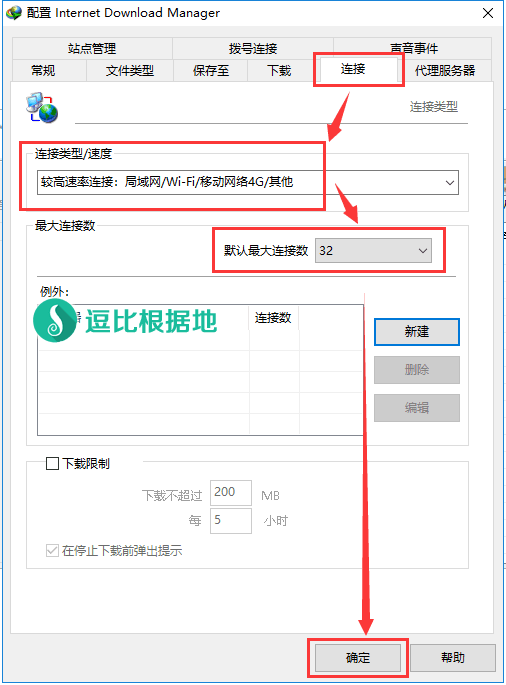 配置 Internet Download Manager
站点管理 拨号连接 声音事件
常规 文件类型 保存至 下载 连接 代理服务器
连接类型
连接类型/速度
较高速率连接：局域网/Wi-Fi/移动网络4G/其他
最大连接数
默认最大连接数 32
例外:
连接数
逗比根据地
新建
删除
编辑
下载限制
下载不超过 200 MB
每 5 小时
在停止下载前弹出提示
确定 帮助